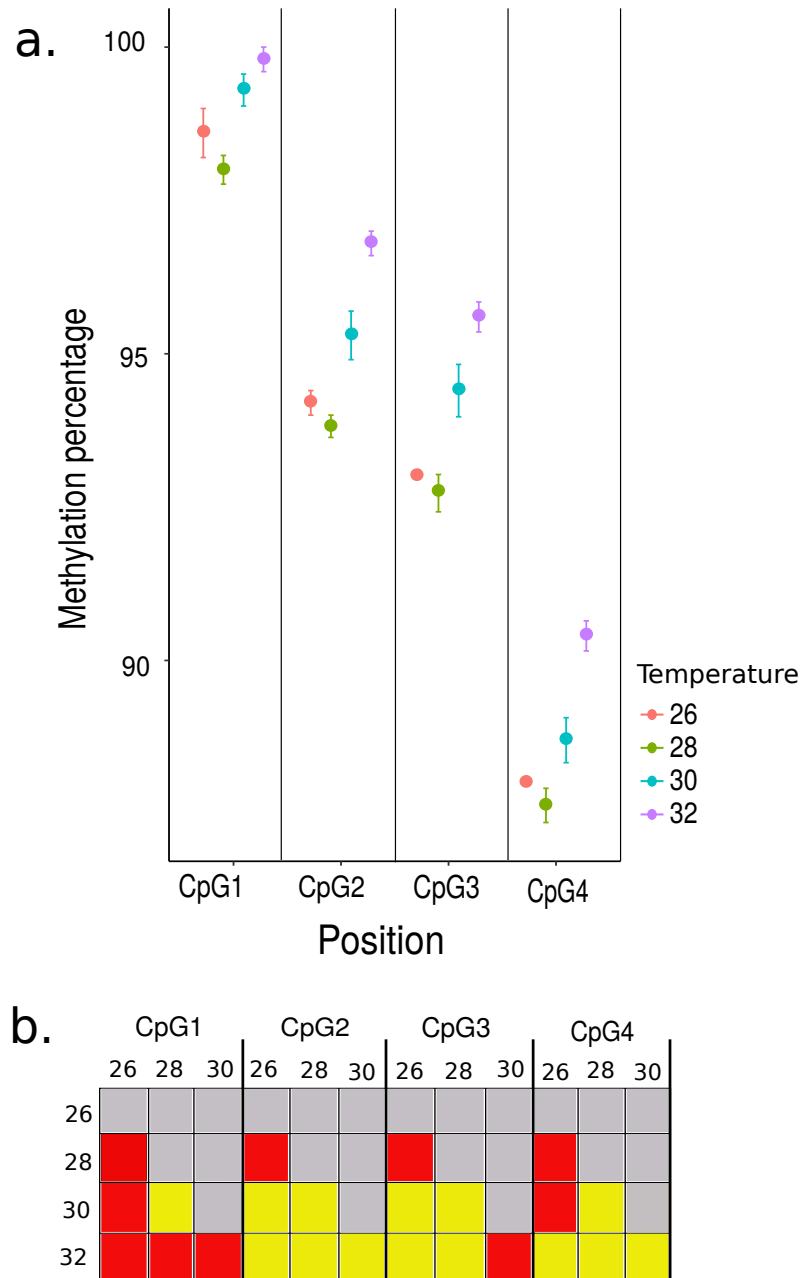 a.
100
95
90
Methylation percentage
CpG1 CpG2 CpG3 CpG4
Position
Temperature
26
28
30
32
b.
CpG1 CpG2 CpG3 CpG4
26 28 30 26 28 30 26 28 30 26 28 30
26
28
30
32